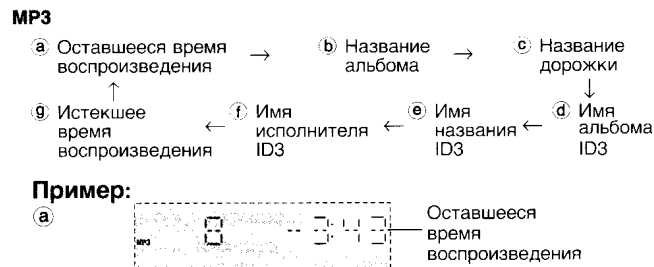 MP3
ⓐ Оставшееся время воспроизведения → ⓑ Название альбома → ⓒ Название дорожки
↑ ↓
ⓖ Истекшее время воспроизведения ← ⓕ Имя исполнителя ID3 ← ⓔ Имя названия ID3 ← ⓓ Имя альбома ID3
Пример:
ⓐ
MP3 8 -3:43
Оставшееся
время
воспроизведения